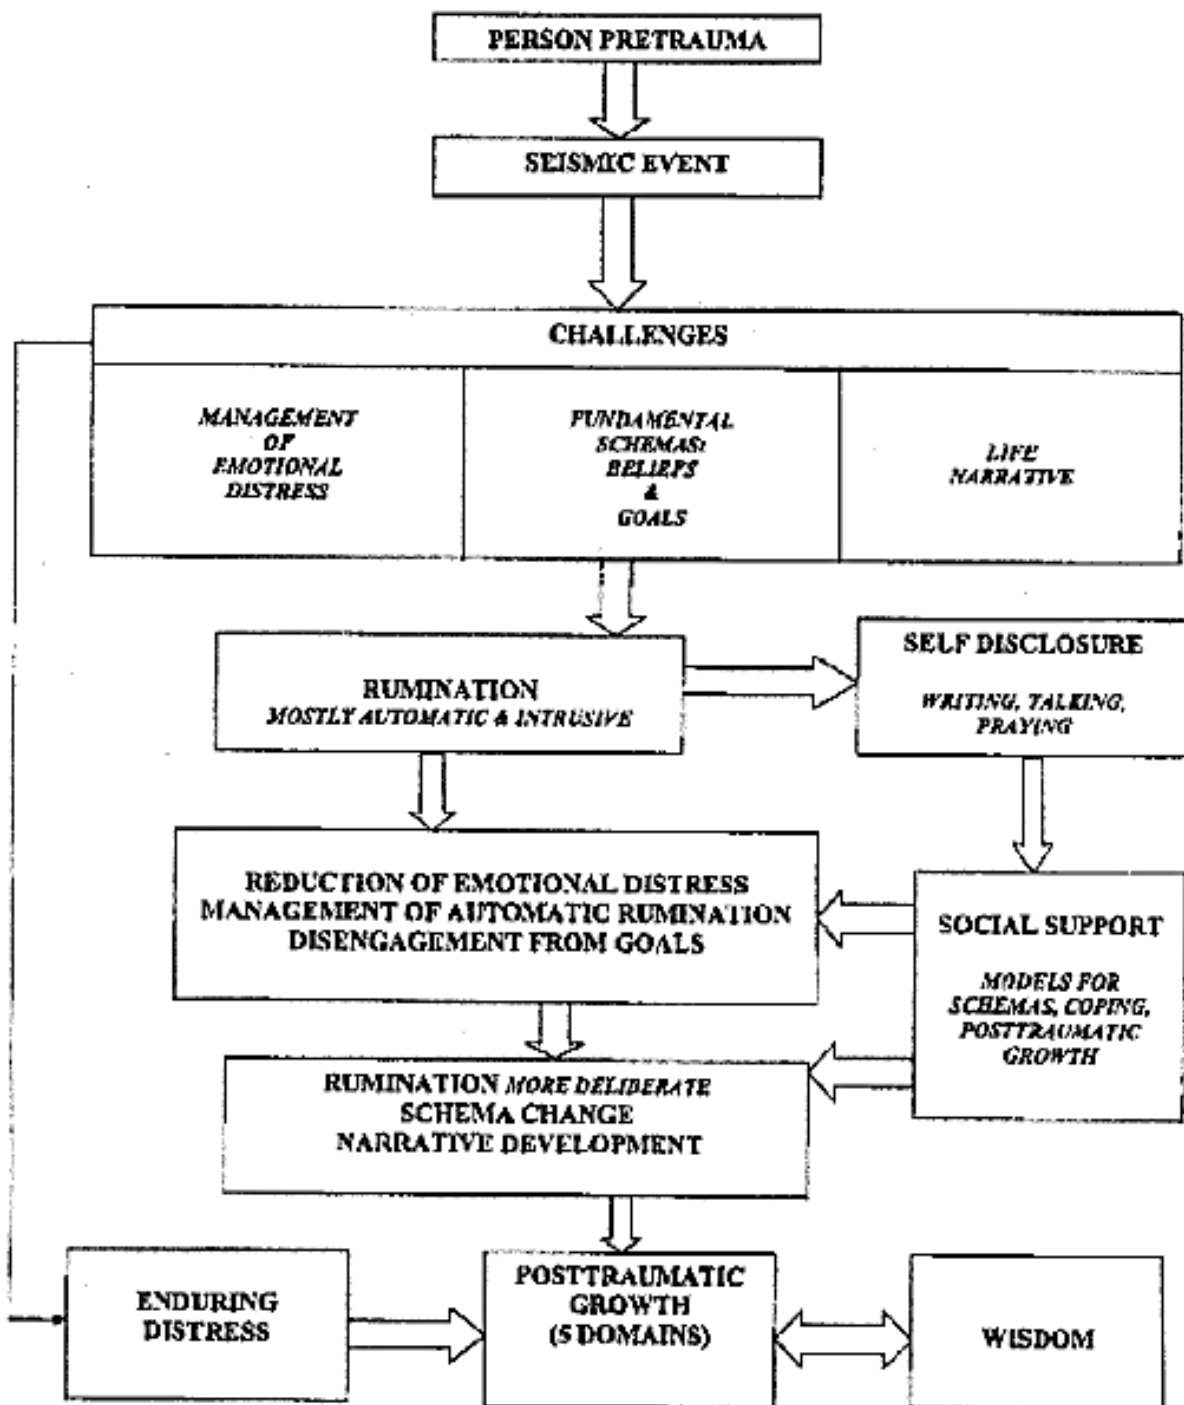 PERSON PRETRAUMA
SEISMIC EVENT
CHALLENGES
MANAGEMENT
OF
EMOTIONAL
DISTRESS
FUNDAMENTAL
SCHEMAS:
BELIEFS
&
GOALS
LIFE
NARRATIVE
RUMINATION
MOSTLY AUTOMATIC & INTRUSIVE
SELF DISCLOSURE
WRITING, TALKING,
PRAYING
REDUCTION OF EMOTIONAL DISTRESS
MANAGEMENT OF AUTOMATIC RUMINATION
DISENGAGEMENT FROM GOALS
SOCIAL SUPPORT
MODELS FOR
SCHEMAS, COPING,
POSTTRAUMATIC
GROWTH
RUMINATION MORE DELIBERATE
SCHEMA CHANGE
NARRATIVE DEVELOPMENT
ENDURING
DISTRESS
POSTTRAUMATIC
GROWTH
(5 DOMAINS)
WISDOM